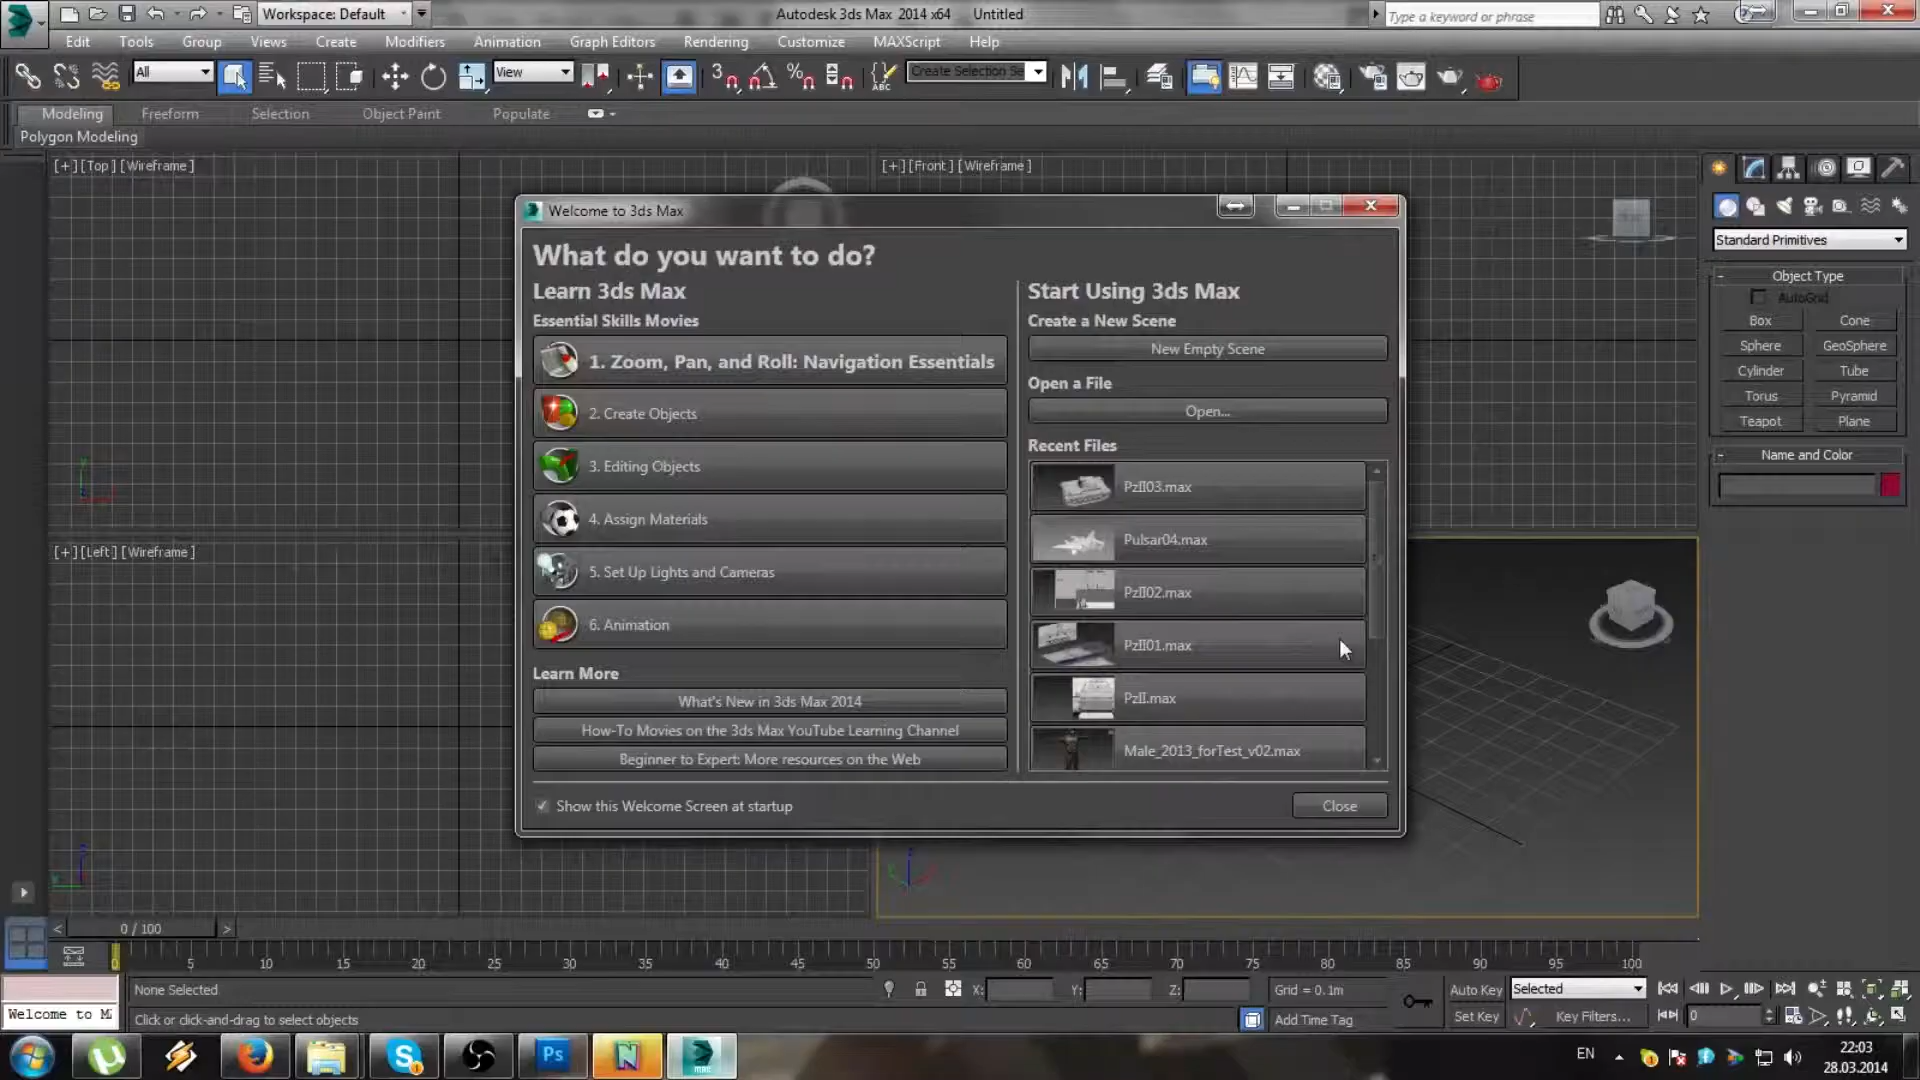 Workspace: Default
Autodesk 3ds Max  2014 x64    Untitled
Type a keyword or phrase
Edit Tools Group Views Create Modifiers Animation Graph Editors Rendering Customize MAXScript Help
All
View
3
ABC
Create Selection Se
Modeling Freeform Selection Object Paint Populate
Polygon Modeling
[+] [Top] [Wireframe]
[+] [Front] [Wireframe]
[+] [Left] [Wireframe]
Welcome to 3ds Max
What do you want to do?
Learn 3ds Max
Essential Skills Movies
1. Zoom, Pan, and Roll: Navigation Essentials
2. Create Objects
3. Editing Objects
4. Assign Materials
5. Set Up Lights and Cameras
6. Animation
Learn More
What's New in 3ds Max 2014
How-To Movies on the 3ds Max YouTube Learning Channel
Beginner to Expert: More resources on the Web
Show this Welcome Screen at startup
Start Using 3ds Max
Create a New Scene
New Empty Scene
Open a File
Open...
Recent Files
PzII03.max
Pulsar04.max
PzII02.max
PzII01.max
PzII.max
Male_2013_forTest_v02.max
Close
Standard Primitives
Object Type
AutoGrid
Box Cone
Sphere GeoSphere
Cylinder Tube
Torus Pyramid
Teapot Plane
Name and Color
< 0 / 100 >
0 5 10 15 20 25 30 35 40 45 50 55 60 65 70 75 80 85 90 95 100
None Selected
X: Y: Z:
Grid = 0.1m
Auto Key
Selected
Welcome to Ma
Click or click-and-drag to select objects
Add Time Tag
Set Key
Key Filters...
0
Ps
EN
22:03
28.03.2014